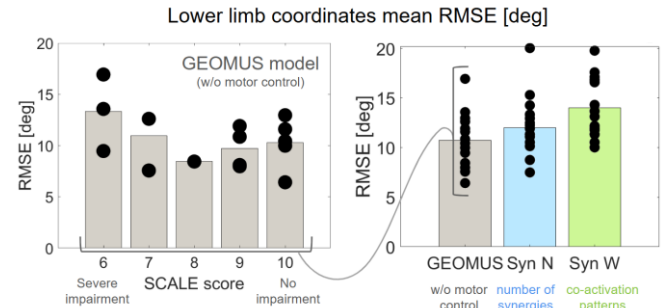 Lower limb coordinates mean RMSE [deg]
20
15
10
5
0
RMSE [deg]
GEOMUS model
(w/o motor control)
6 7 8 9 10
Severe
impairment
SCALE score
No
impairment
20
15
10
5
0
RMSE [deg]
GEOMUS Syn N Syn W
w/o motor
control
number of
synergies
co-activation
patterns